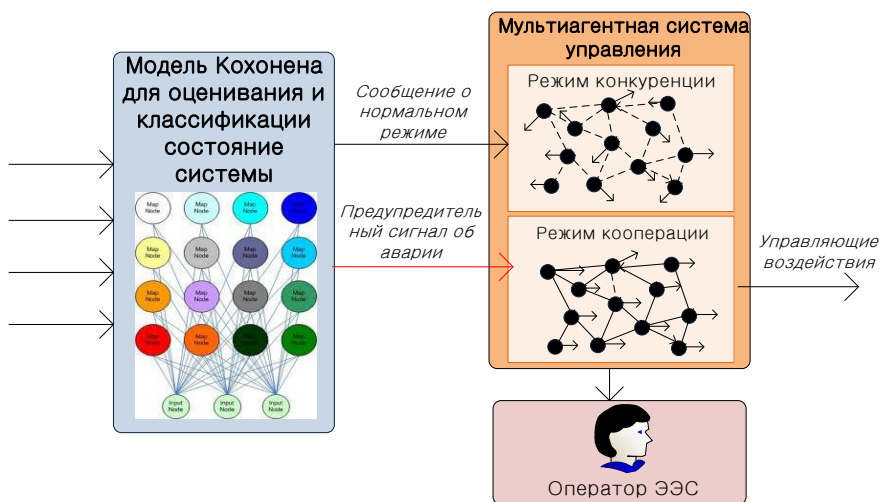 Модель Кохонена
для оценивания и
классификации
состояние
системы
Map
Node
Map
Node
Map
Node
Map
Node
Map
Node
Map
Node
Map
Node
Map
Node
Map
Node
Map
Node
Map
Node
Map
Node
Map
Node
Map
Node
Map
Node
Map
Node
Input
Node
Input
Node
Input
Node
Сообщение о
нормальном
режиме
Предупредитель
ный сигнал об
аварии
Мультиагентная система
управления
Режим конкуренции
Режим кооперации
Управляющие
воздействия
Оператор ЭЭС